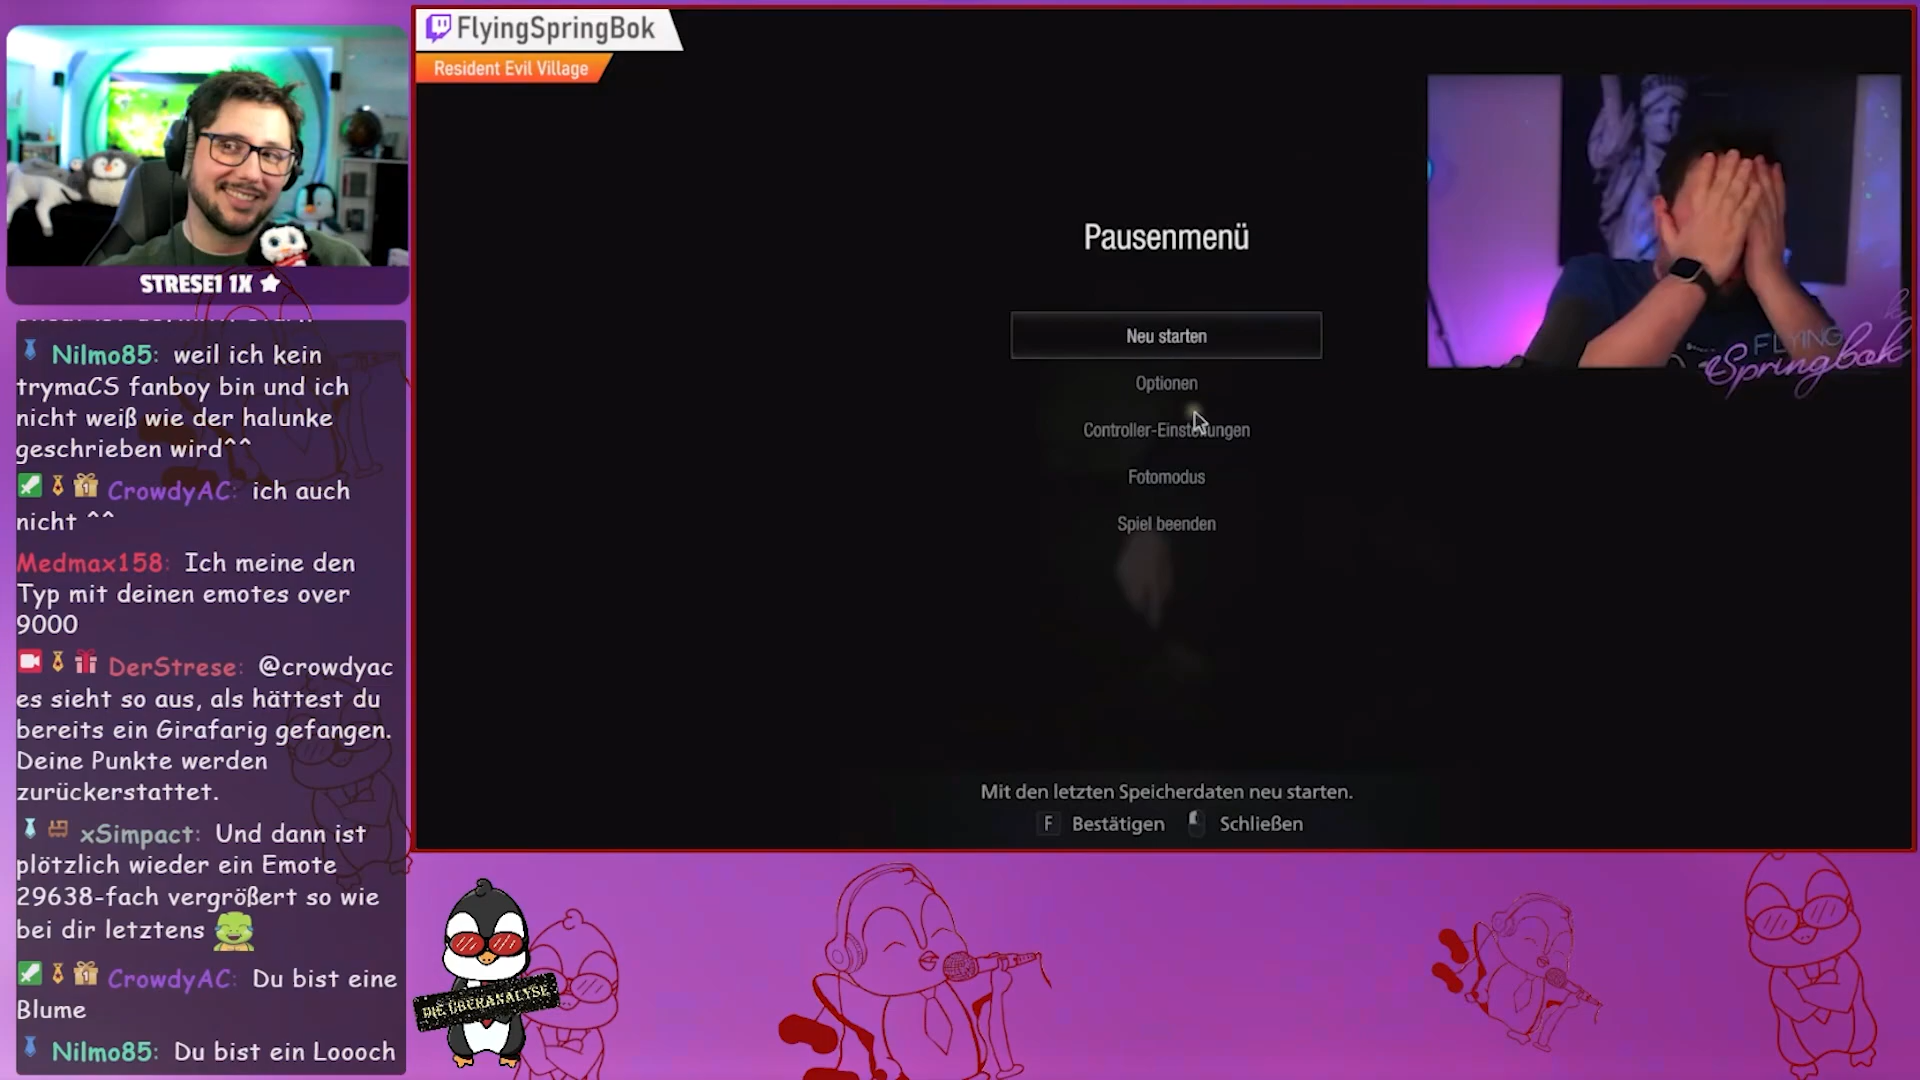 FlyingSpringBok
Resident Evil Village
STRESE1 1X
Nilmo85: weil ich kein
trymaCS fanboy bin und ich
nicht weiß wie der halunke
geschrieben wird^^
CrowdyAC: ich auch
nicht ^^
Medmax158: Ich meine den
Typ mit deinen emotes over
9000
DerStrese: @crowdyac
es sieht so aus, als hättest du
bereits ein Girafarig gefangen.
Deine Punkte werden
zurückerstattet.
xSimpact: Und dann ist
plötzlich wieder ein Emote
29638-fach vergrößert so wie
bei dir letztens
CrowdyAC: Du bist eine
Blume
Nilmo85: Du bist ein Loooch
Pausenmenü
Neu starten
Optionen
Controller-Einstellungen
Fotomodus
Spiel beenden
Mit den letzten Speicherdaten neu starten.
F Bestätigen Schließen
FLYING
Springbok
DIE ÜBERANALYSE